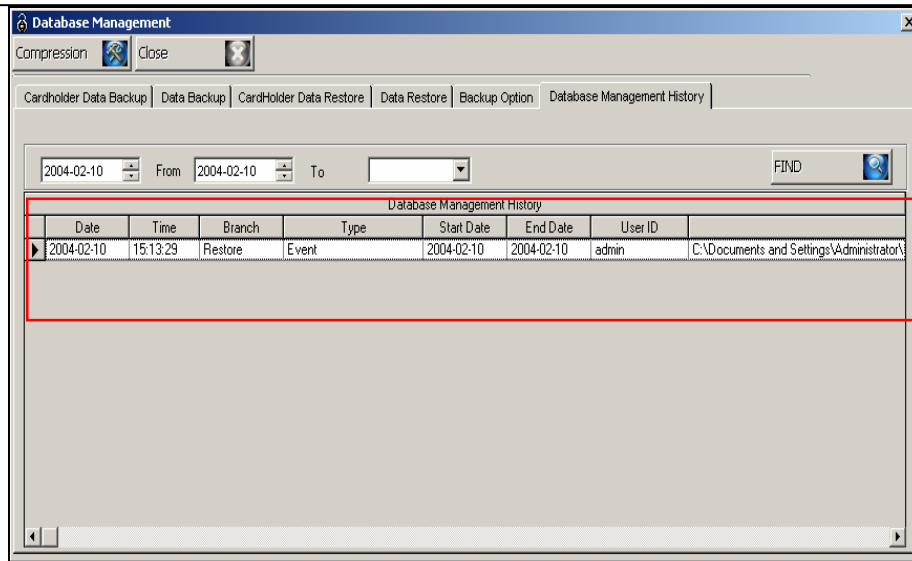 Database Management
Compression Close
Cardholder Data Backup Data Backup CardHolder Data Restore Data Restore Backup Option Database Management History
2004-02-10 From 2004-02-10 To FIND
Database Management History
Date Time Branch Type Start Date End Date User ID
2004-02-10 15:13:29 Restore Event 2004-02-10 2004-02-10 admin C:\Documents and Settings\Administrator\